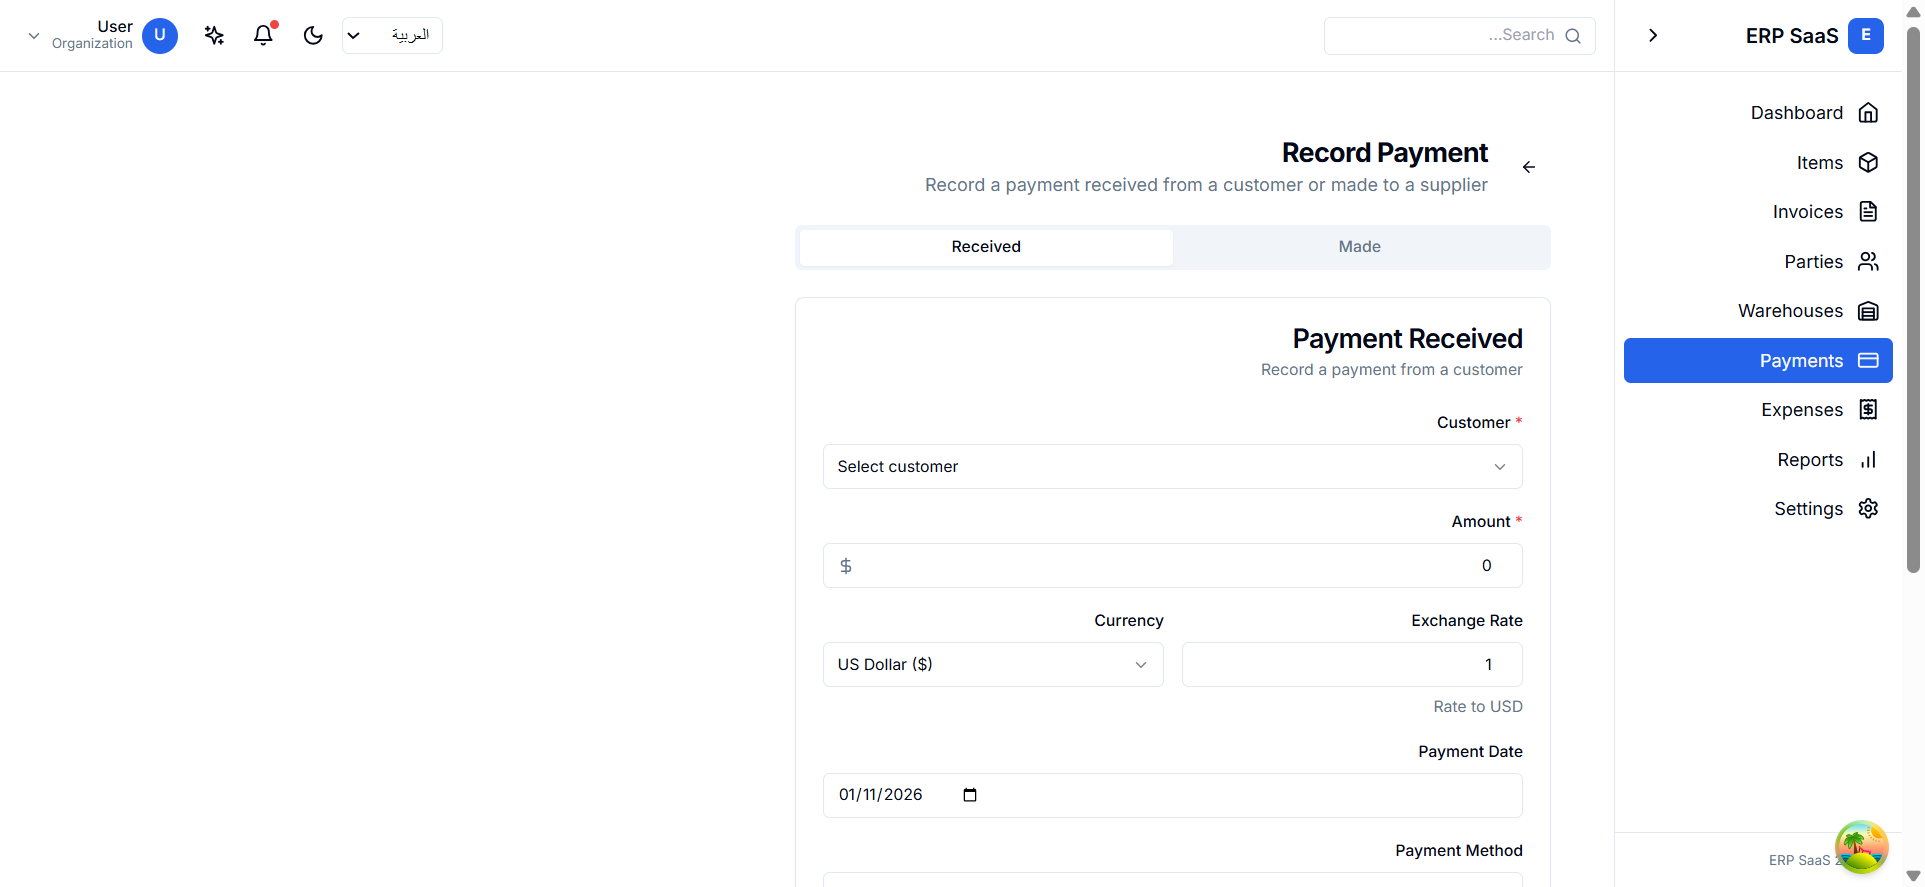 User
Organization
U
العربية
Search...
ERP SaaS
E
Dashboard
Items
Invoices
Parties
Warehouses
Payments
Expenses
Reports
Settings
Record Payment
Record a payment received from a customer or made to a supplier
Received
Made
Payment Received
Record a payment from a customer
Customer *
Select customer
Amount *
$ 0
Currency
Exchange Rate
US Dollar ($)
1
Rate to USD
Payment Date
01/11/2026
Payment Method
ERP SaaS